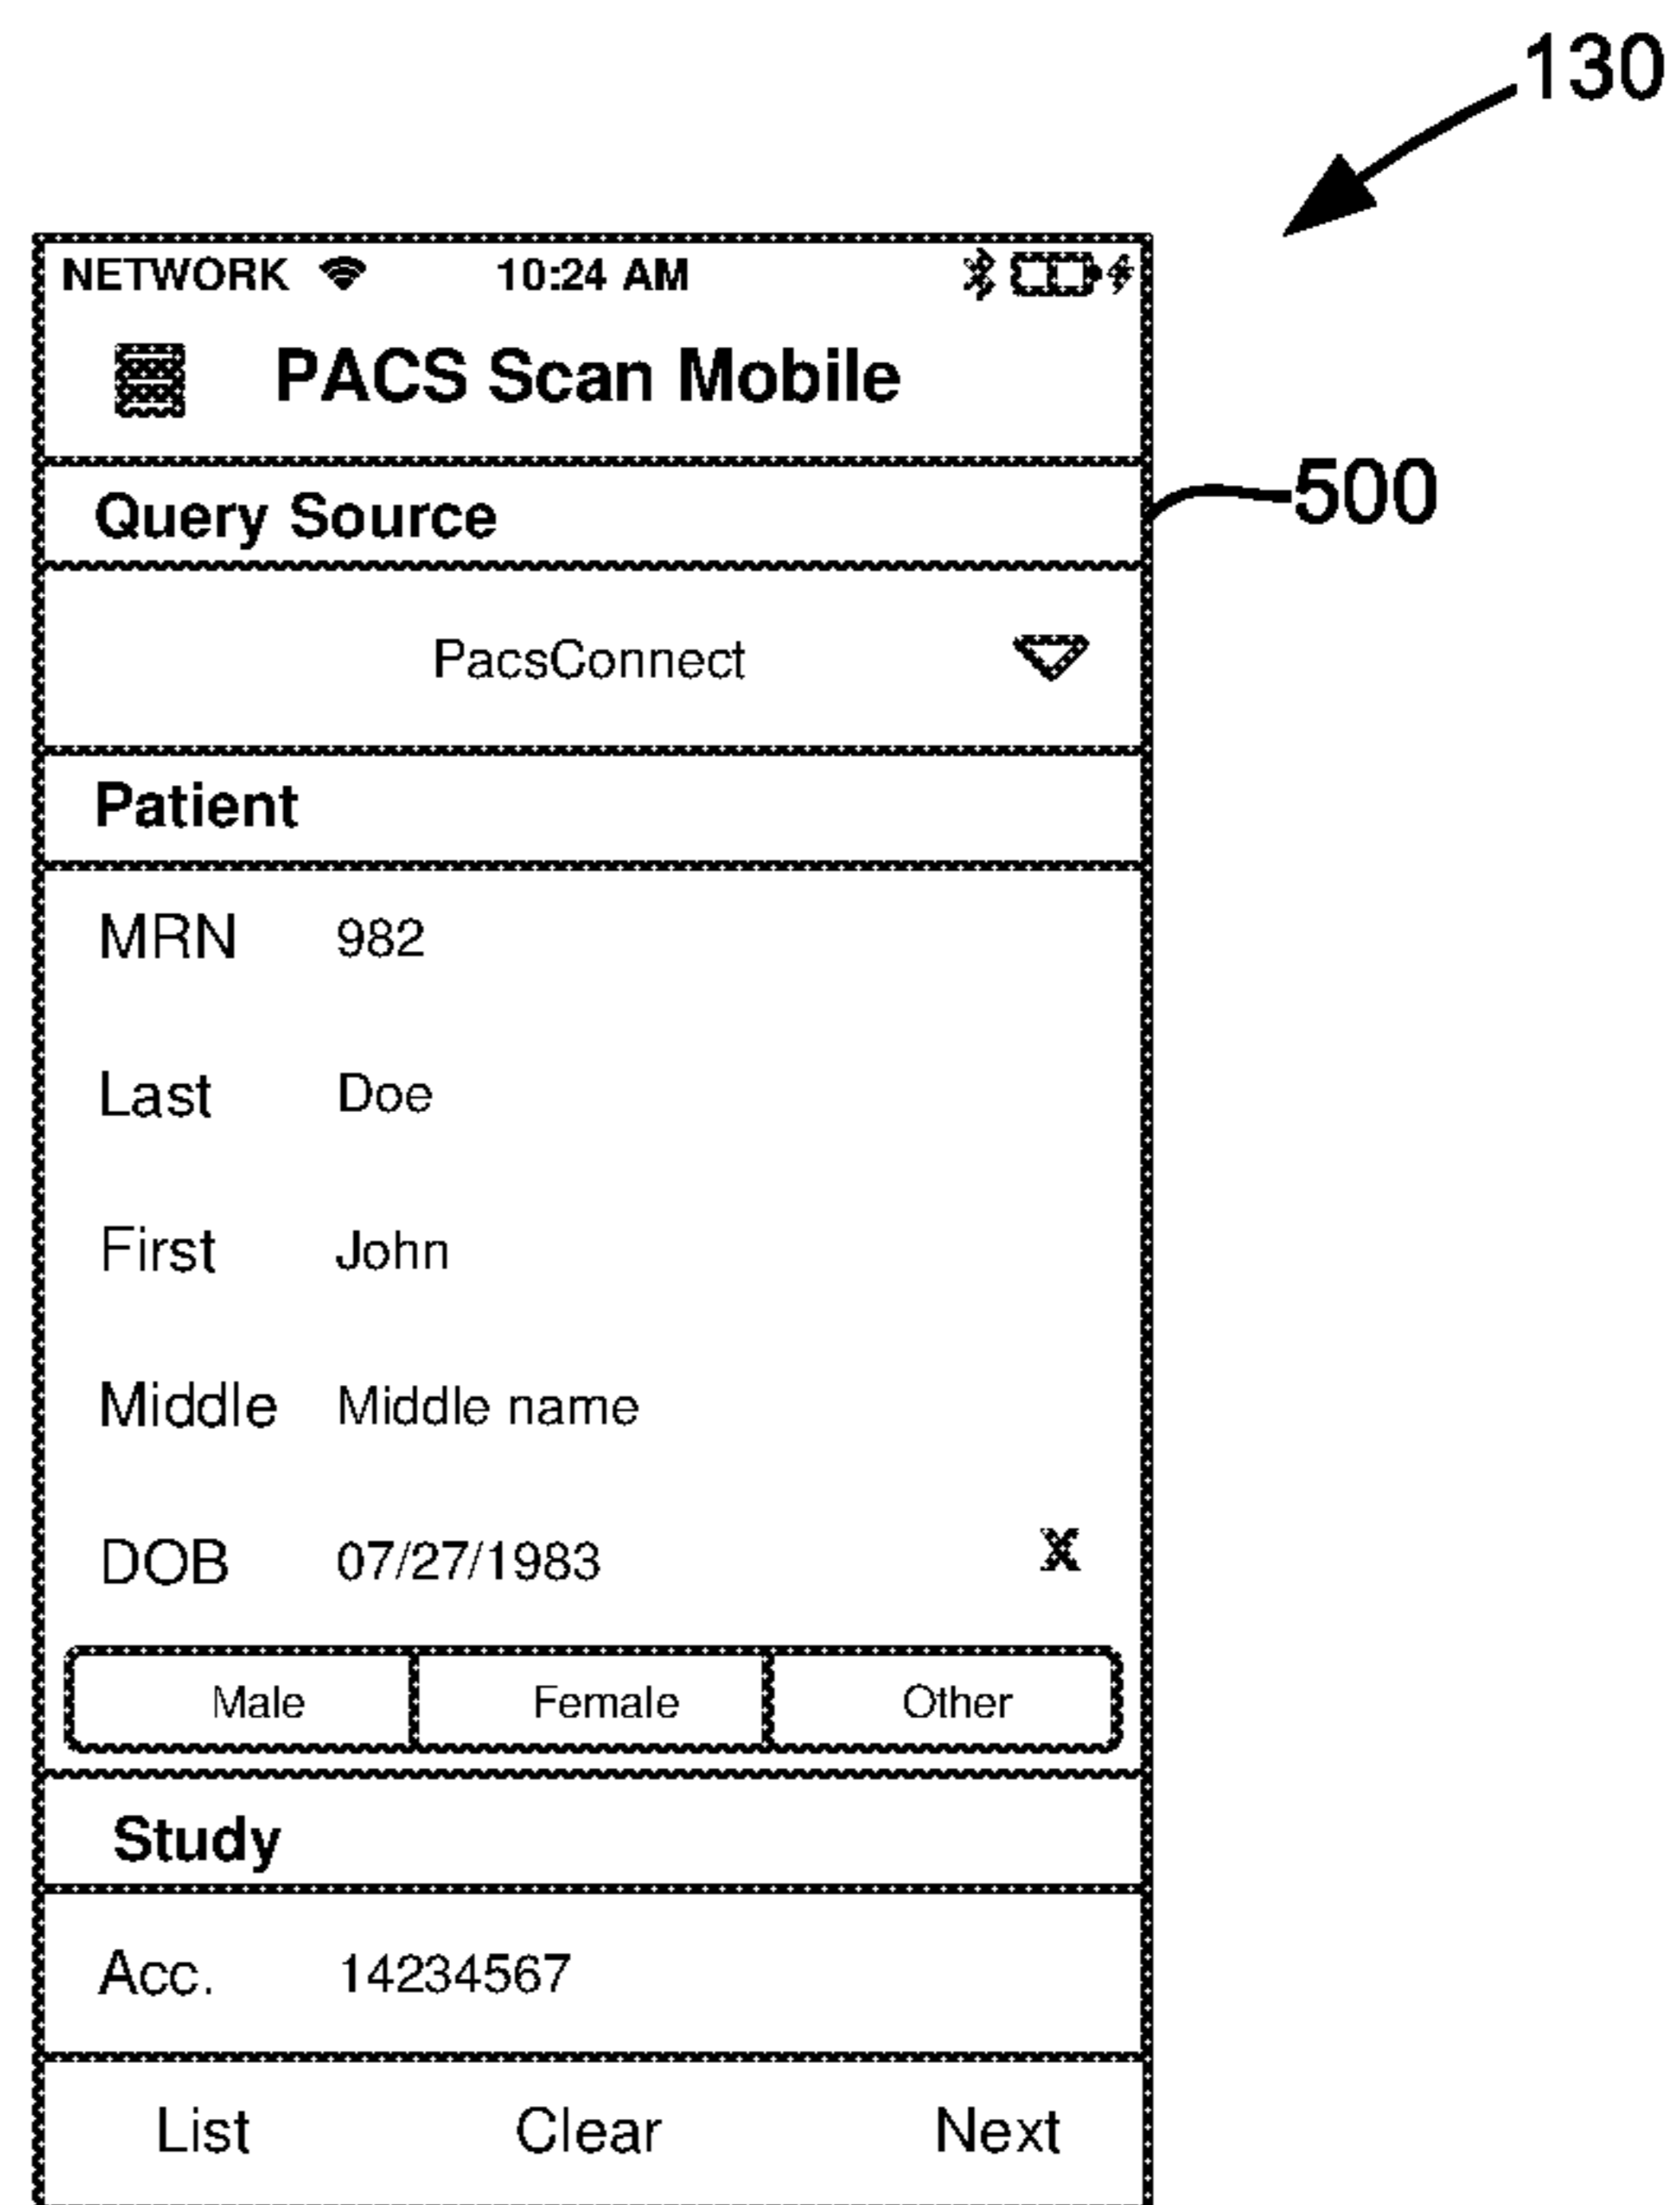 130
NETWORK 10:24 AM
PACS Scan Mobile
Query Source
500
PacsConnect
Patient
MRN 982
Last Doe
First John
Middle Middle name
DOB 07/27/1983 X
Male Female Other
Study
Acc. 14234567
List Clear Next